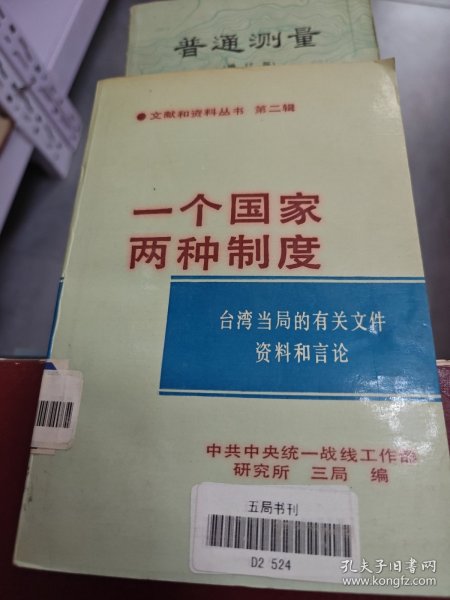 普通测量
●文献和资料丛书 第二辑
一个国家
两种制度
台湾当局的有关文件
资料和言论
中共中央统一战线工作部
研究所 三局 编
五局书刊
D2 524
孔夫子旧书网
www.kongfz.com